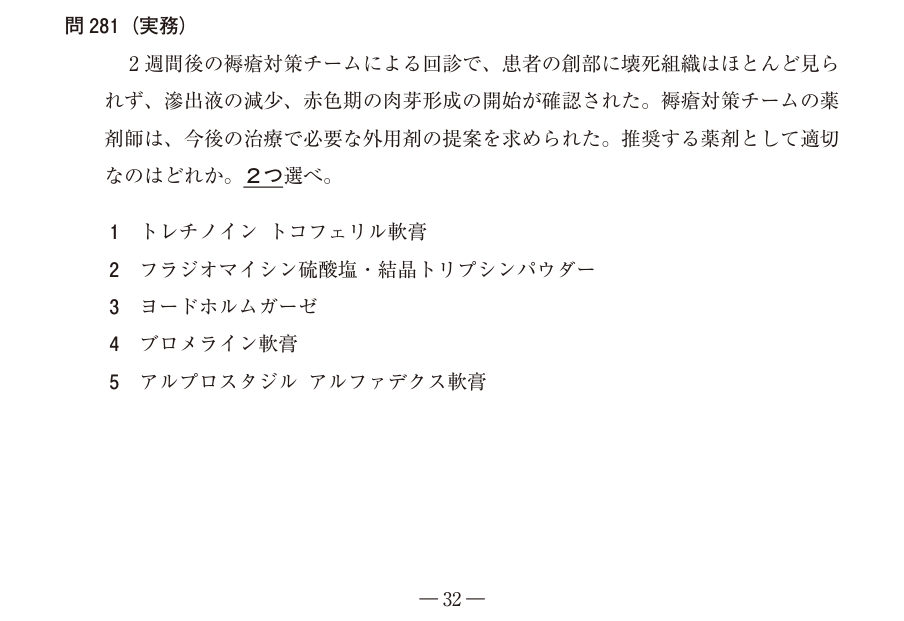 問 281（実務）
２週間後の褥瘡対策チームによる回診で、患者の創部に壊死組織はほとんど見ら
れず、滲出液の減少、赤色期の肉芽形成の開始が確認された。褥瘡対策チームの薬
剤師は、今後の治療で必要な外用剤の提案を求められた。推奨する薬剤として適切
なのはどれか。２つ選べ。
1 トレチノイン トコフェリル軟膏
2 フラジオマイシン硫酸塩・結晶トリプシンパウダー
3 ヨードホルムガーゼ
4 ブロメライン軟膏
5 アルプロスタジル アルファデクス軟膏
― 32 ―